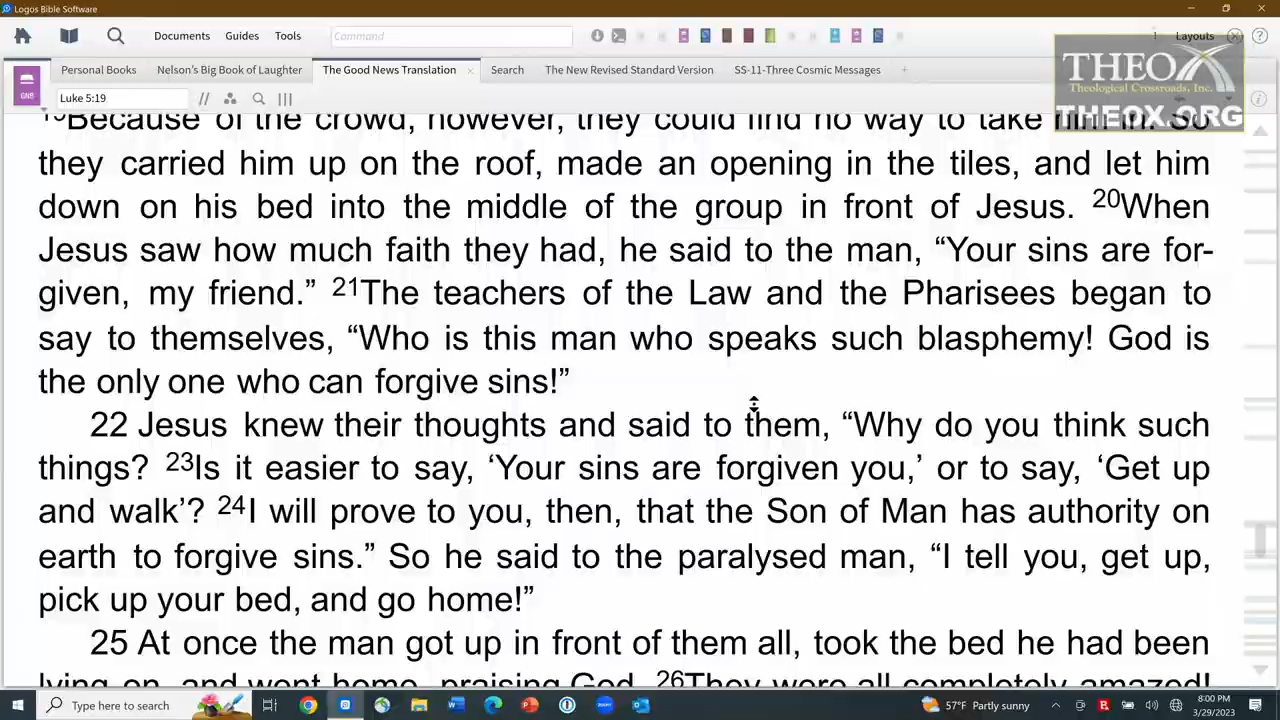 Logos Bible Software
Documents Guides Tools Command Layouts
Personal Books Nelson's Big Book of Laughter The Good News Translation Search The New Revised Standard Version SS-11-Three Cosmic Messages
GNB Luke 5:19
THEOX
Theological Crossroads, Inc.
THEOX.ORG
19Because of the crowd, however, they could find no way to take him in. So
they carried him up on the roof, made an opening in the tiles, and let him
down on his bed into the middle of the group in front of Jesus. 20When
Jesus saw how much faith they had, he said to the man, “Your sins are for-
given, my friend.” 21The teachers of the Law and the Pharisees began to
say to themselves, “Who is this man who speaks such blasphemy! God is
the only one who can forgive sins!”
22 Jesus knew their thoughts and said to them, “Why do you think such
things? 23Is it easier to say, ‘Your sins are forgiven you,’ or to say, ‘Get up
and walk’? 24I will prove to you, then, that the Son of Man has authority on
earth to forgive sins.” So he said to the paralysed man, “I tell you, get up,
pick up your bed, and go home!”
25 At once the man got up in front of them all, took the bed he had been
lying on, and went home, praising God. 26They were all completely amazed!
Type here to search 57°F Partly sunny 8:00 PM
3/29/2023